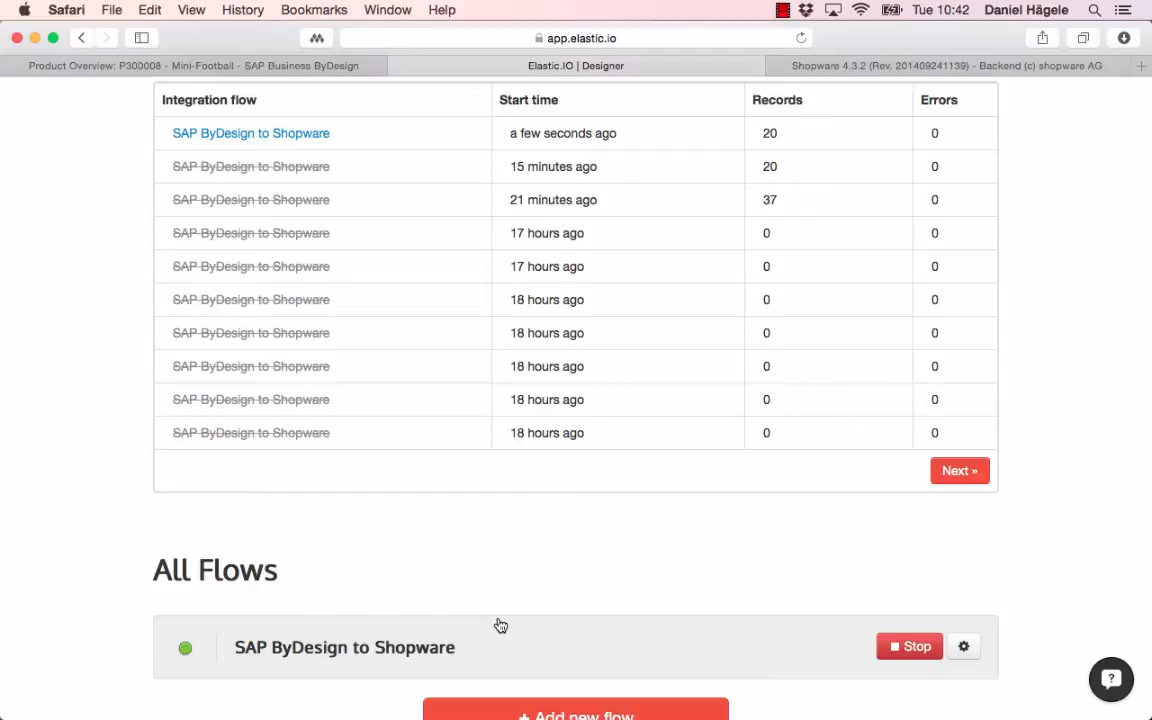 Safari File Edit View History Bookmarks Window Help Tue 10:42 Daniel Hägele
app.elastic.io
Product Overview: P300008 - Mini-Football - SAP Business ByDesign Elastic.IO | Designer Shopware 4.3.2 (Rev. 201409241139) - Backend (c) shopware AG
Integration flow Start time Records Errors
SAP ByDesign to Shopware a few seconds ago 20 0
SAP ByDesign to Shopware 15 minutes ago 20 0
SAP ByDesign to Shopware 21 minutes ago 37 0
SAP ByDesign to Shopware 17 hours ago 0 0
SAP ByDesign to Shopware 17 hours ago 0 0
SAP ByDesign to Shopware 18 hours ago 0 0
SAP ByDesign to Shopware 18 hours ago 0 0
SAP ByDesign to Shopware 18 hours ago 0 0
SAP ByDesign to Shopware 18 hours ago 0 0
SAP ByDesign to Shopware 18 hours ago 0 0
Next »
All Flows
SAP ByDesign to Shopware Stop
+ Add new flow